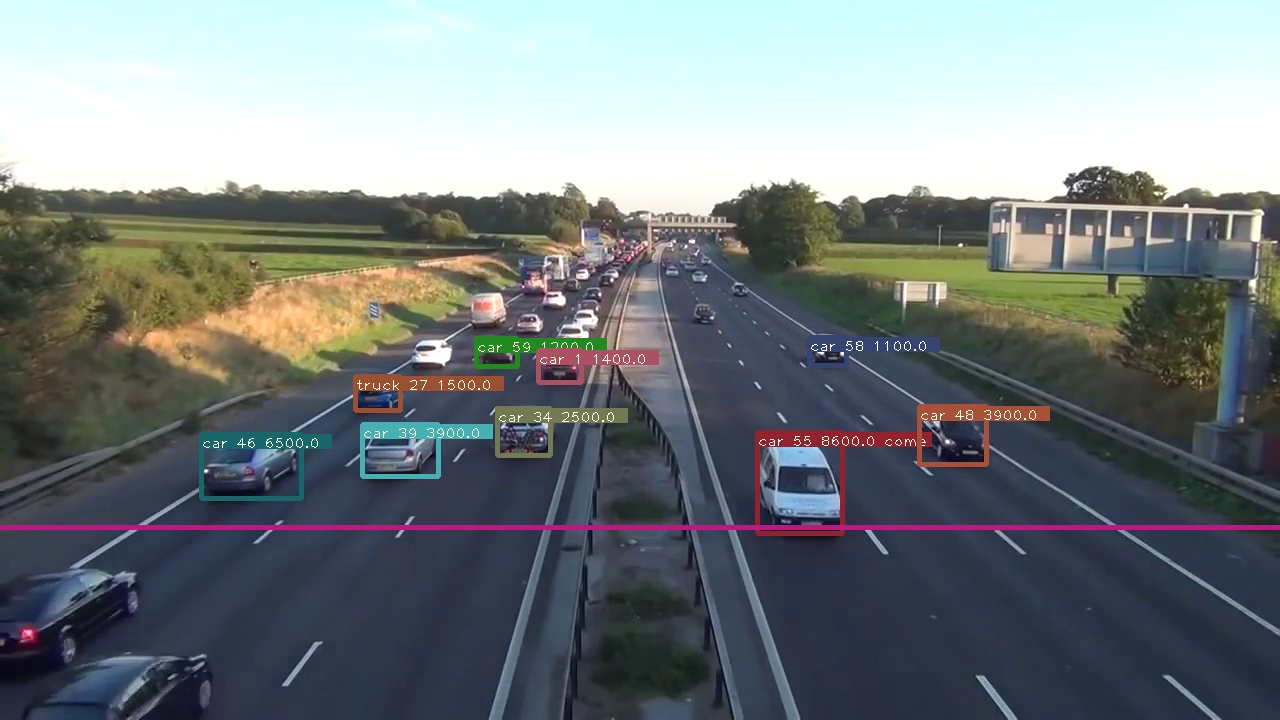 car 59 1200.0
car 58 1100.0
car 1 1400.0
truck 27 1500.0
car 34 2500.0
car 48 3900.0
car 39 3900.0
car 46 6500.0
car 55 8600.0 come